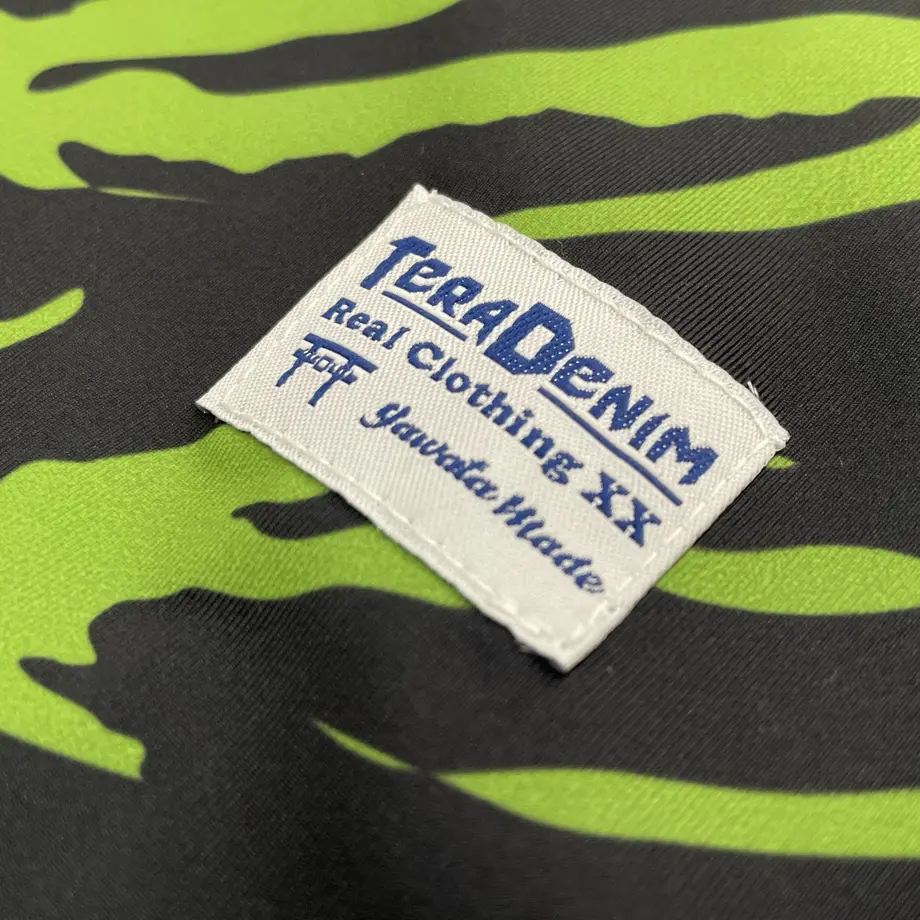 TERADENIM
Real Clothing XX
Yawata Made